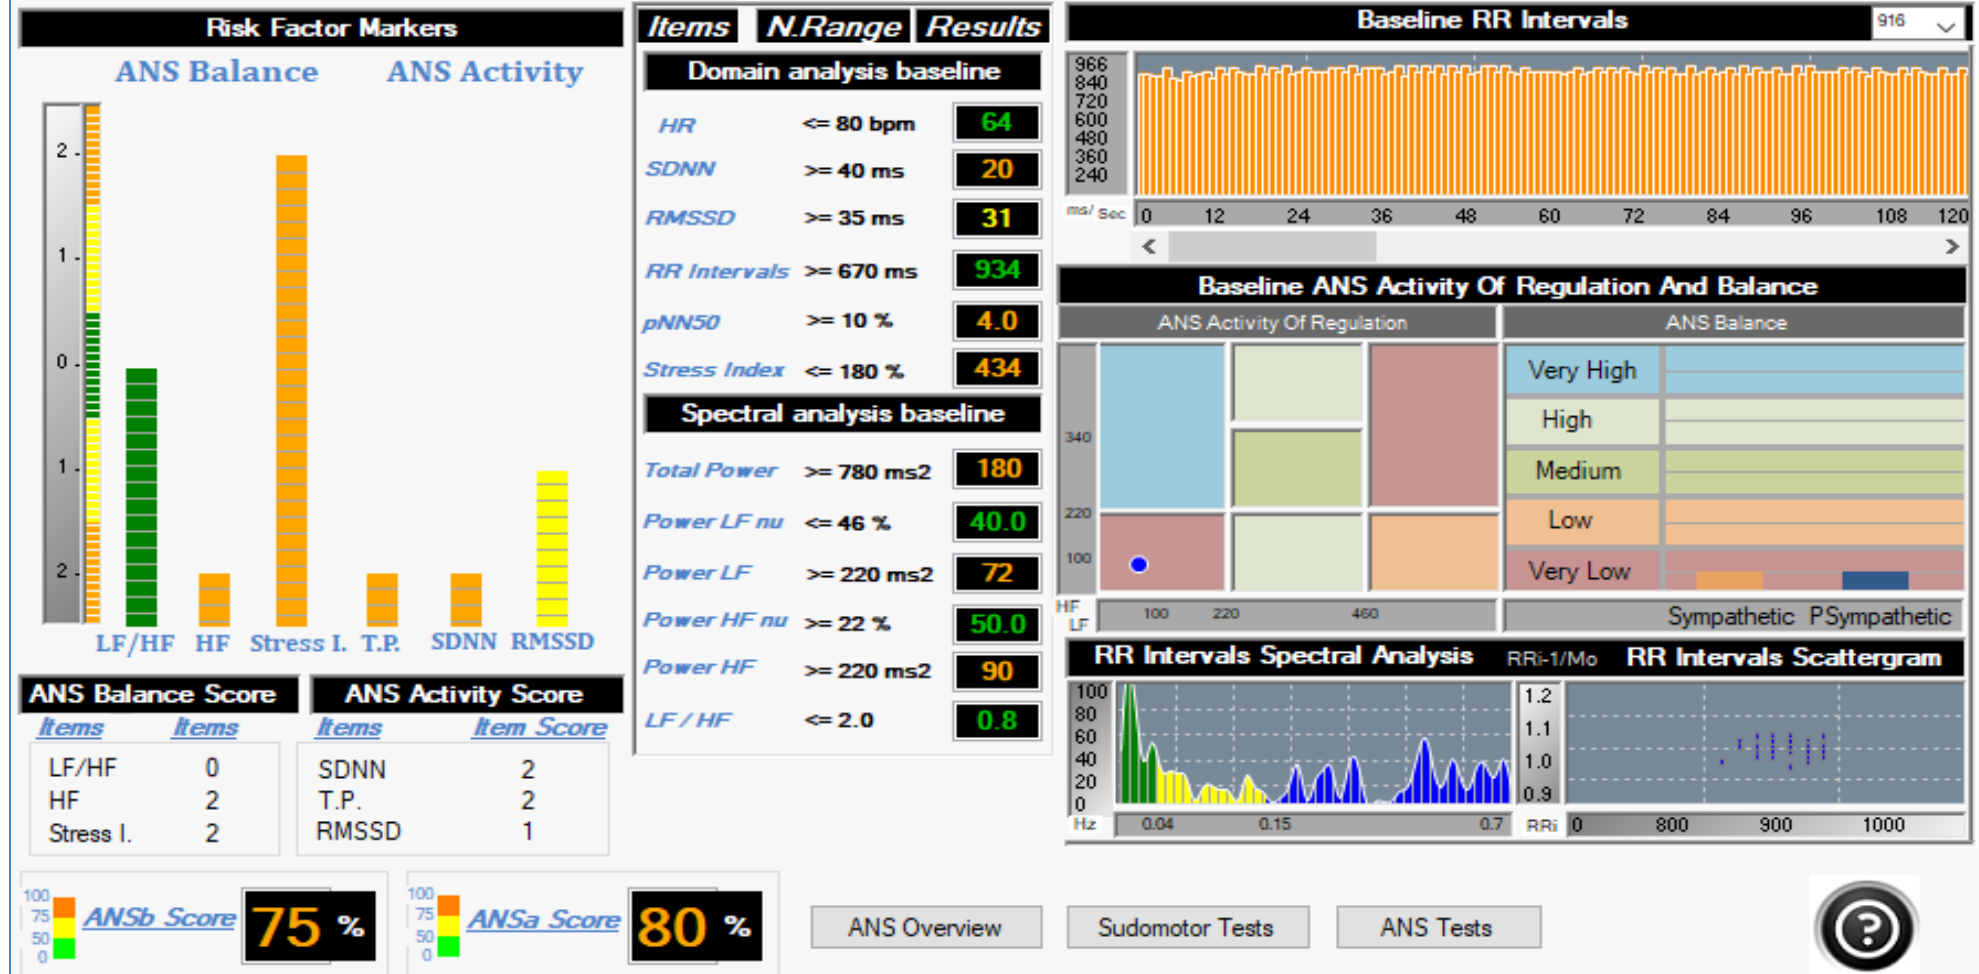 Risk Factor Markers
ANS Balance ANS Activity
2
1
0
1
2
LF/HF HF Stress I. T.P. SDNN RMSSD
ANS Balance Score
Items Items
LF/HF 0
HF 2
Stress I. 2
ANS Activity Score
Items Item Score
SDNN 2
T.P. 2
RMSSD 1
100
75
50
0
ANSb Score 75 %
100
75
50
0
ANSa Score 80 %
Items N.Range Results
Domain analysis baseline
HR <= 80 bpm 64
SDNN >= 40 ms 20
RMSSD >= 35 ms 31
RR Intervals >= 670 ms 934
pNN50 >= 10 % 4.0
Stress Index <= 180 % 434
Spectral analysis baseline
Total Power >= 780 ms2 180
Power LF nu <= 46 % 40.0
Power LF >= 220 ms2 72
Power HF nu >= 22 % 50.0
Power HF >= 220 ms2 90
LF / HF <= 2.0 0.8
Baseline RR Intervals 916
966
840
720
600
480
360
240
ms/ Sec 0 12 24 36 48 60 72 84 96 108 120
Baseline ANS Activity Of Regulation And Balance
ANS Activity Of Regulation ANS Balance
340
220
100
HF
LF
100 220 460
Very High
High
Medium
Low
Very Low
Sympathetic PSympathetic
RR Intervals Spectral Analysis
100
80
60
40
20
0
Hz 0.04 0.15 0.7
RRi-1/Mo RR Intervals Scattergram
1.2
1.1
1.0
0.9
RRi 0 800 900 1000
ANS Overview Sudomotor Tests ANS Tests ?